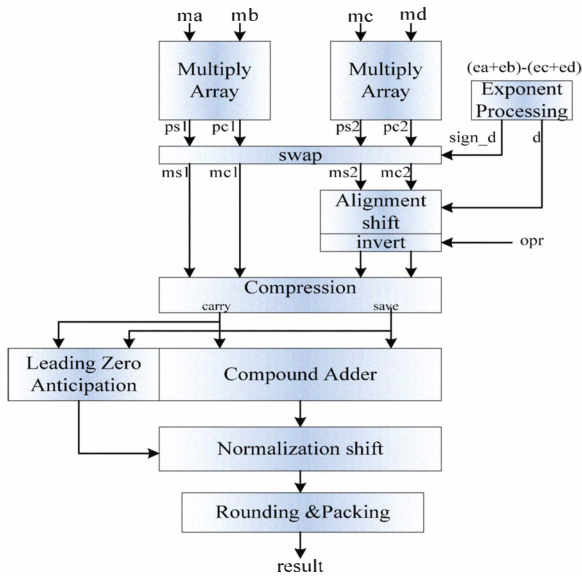 ma mb mc md
(ea+eb)-(ec+ed)
Multiply
Array
Multiply
Array
Exponent
Processing
ps1 pc1 ps2 pc2 sign_d d
swap
ms1 mc1 ms2 mc2
Alignment
shift
invert
opr
Compression
carry save
Leading Zero
Anticipation
Compound Adder
Normalization shift
Rounding &Packing
result